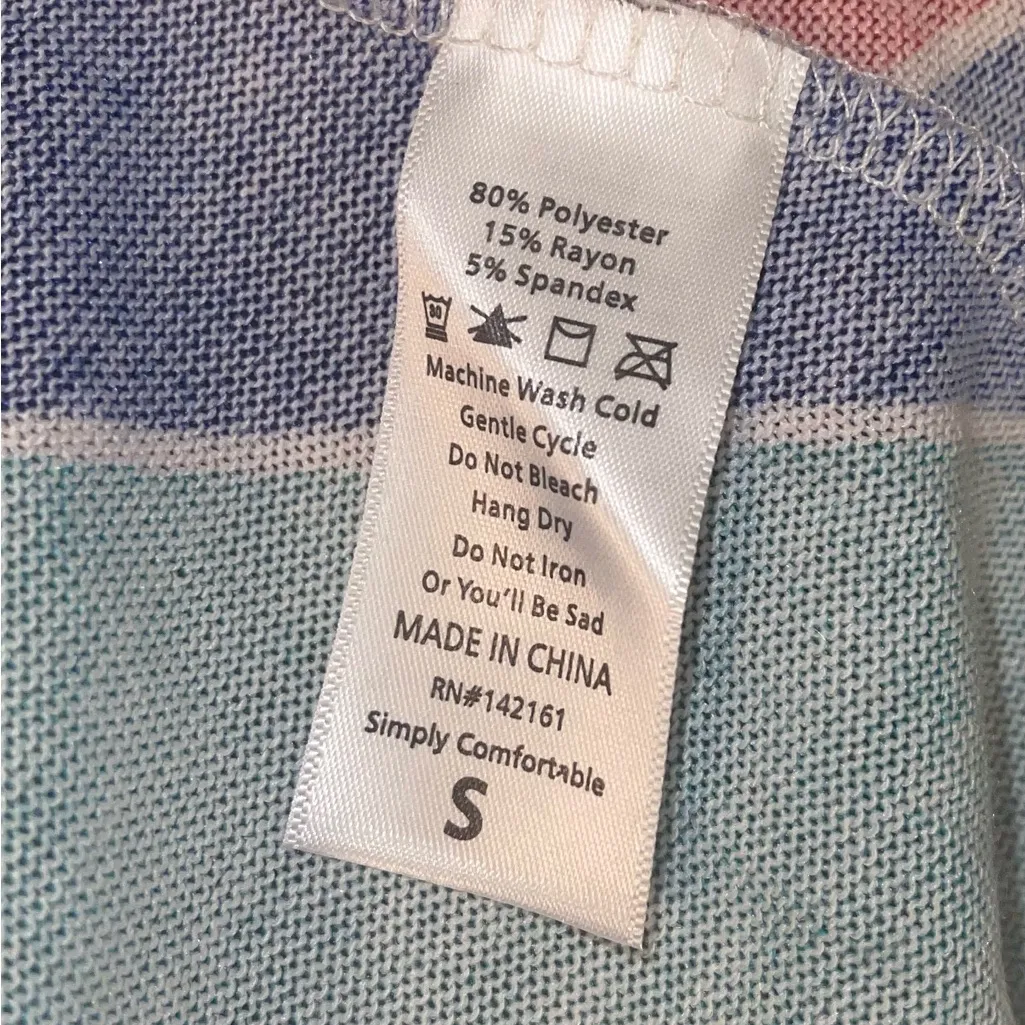 80% Polyester
15% Rayon
5% Spandex
30
Machine Wash Cold
Gentle Cycle
Do Not Bleach
Hang Dry
Do Not Iron
Or You'll Be Sad
MADE IN CHINA
RN#142161
Simply Comfortable
S